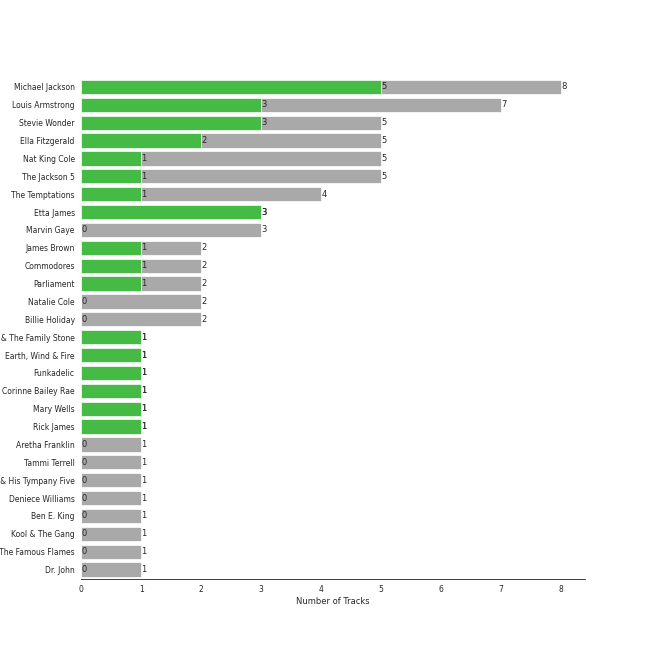 Michael Jackson 5 8
Louis Armstrong 3 7
Stevie Wonder 3 5
Ella Fitzgerald 2 5
Nat King Cole 1 5
The Jackson 5 1 5
The Temptations 1 4
Etta James 3
Marvin Gaye 0 3
James Brown 1 2
Commodores 1 2
Parliament 1 2
Natalie Cole 0 2
Billie Holiday 0 2
& The Family Stone 1
Earth, Wind & Fire 1
Funkadelic 1
Corinne Bailey Rae 1
Mary Wells 1
Rick James 1
Aretha Franklin 0 1
Tammi Terrell 0 1
& His Tympany Five 0 1
Deniece Williams 0 1
Ben E. King 0 1
Kool & The Gang 0 1
The Famous Flames 0 1
Dr. John 0 1
0 1 2 3 4 5 6 7 8
Number of Tracks